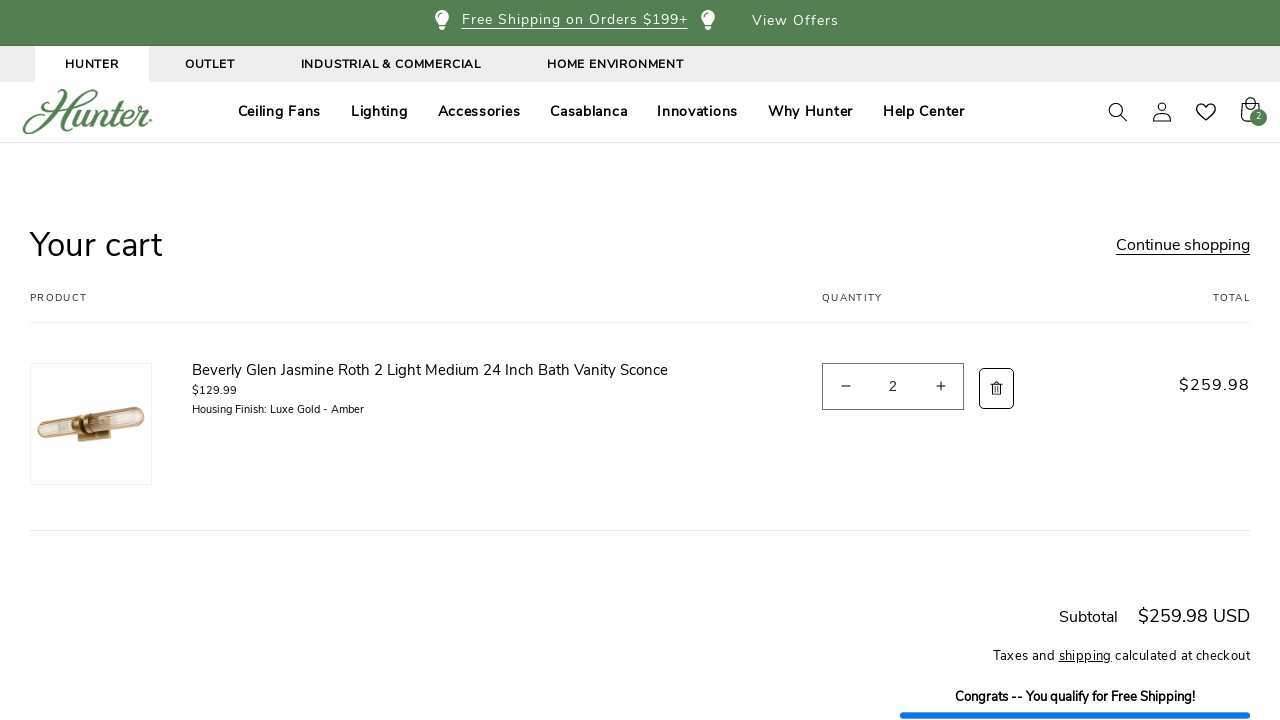 Free Shipping on Orders $199+
View Offers
HUNTER
OUTLET
INDUSTRIAL & COMMERCIAL
HOME ENVIRONMENT
Hunter
Ceiling Fans
Lighting
Accessories
Casablanca
Innovations
Why Hunter
Help Center
2
Your cart
Continue shopping
PRODUCT
QUANTITY
TOTAL
Beverly Glen Jasmine Roth 2 Light Medium 24 Inch Bath Vanity Sconce
$129.99
Housing Finish: Luxe Gold - Amber
2
$259.98
Subtotal $259.98 USD
Taxes and shipping calculated at checkout
Congrats -- You qualify for Free Shipping!